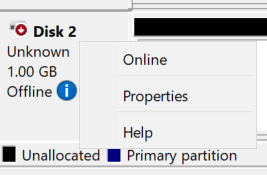 Disk 2
Unknown
1.00 GB
Offline
Online
Properties
Help
Unallocated Primary partition